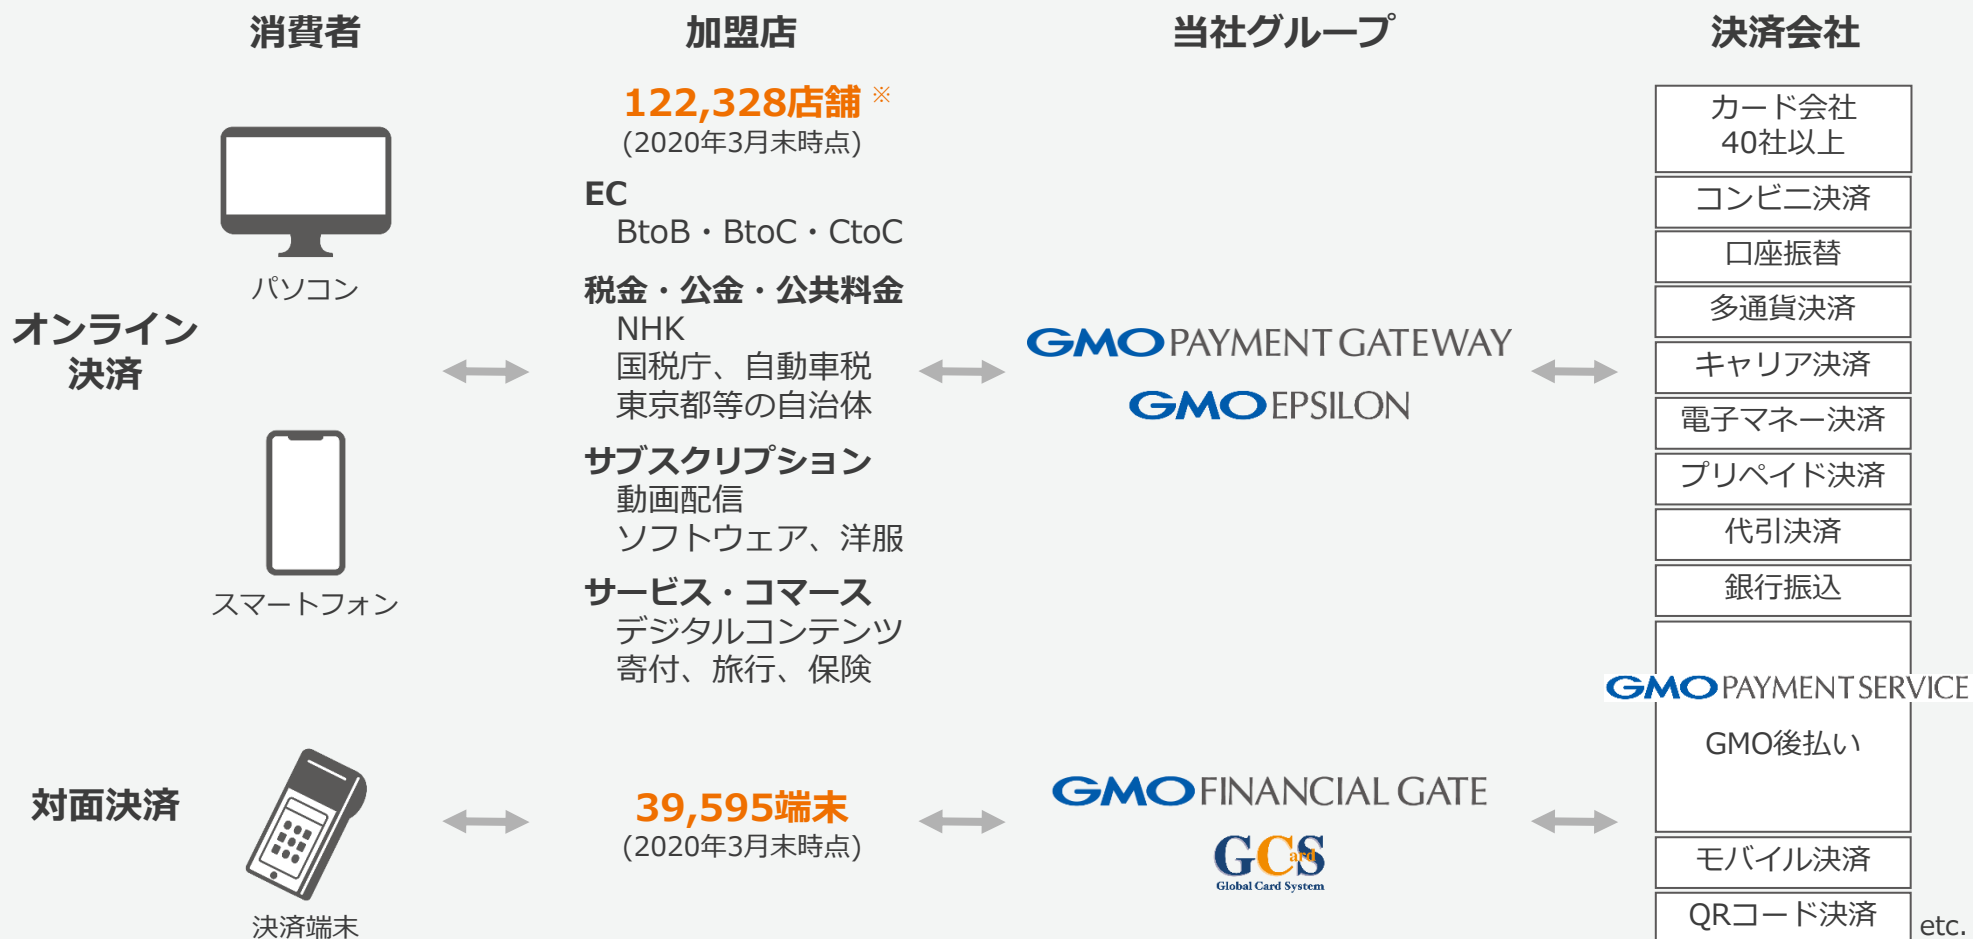 消費者
加盟店
当社グループ
決済会社
122,328店舗 ※
(2020年3月末時点)
EC
BtoB・BtoC・CtoC
税金・公金・公共料金
NHK
国税庁、自動車税
東京都等の自治体
サブスクリプション
動画配信
ソフトウェア、洋服
サービス・コマース
デジタルコンテンツ
寄付、旅行、保険
パソコン
オンライン
決済
スマートフォン
GMO PAYMENT GATEWAY
GMO EPSILON
カード会社
40社以上
コンビニ決済
口座振替
多通貨決済
キャリア決済
電子マネー決済
プリペイド決済
代引決済
銀行振込
GMO PAYMENT SERVICE
GMO後払い
モバイル決済
QRコード決済
etc.
対面決済
決済端末
39,595端末
(2020年3月末時点)
GMO FINANCIAL GATE
GCardS
Global Card System